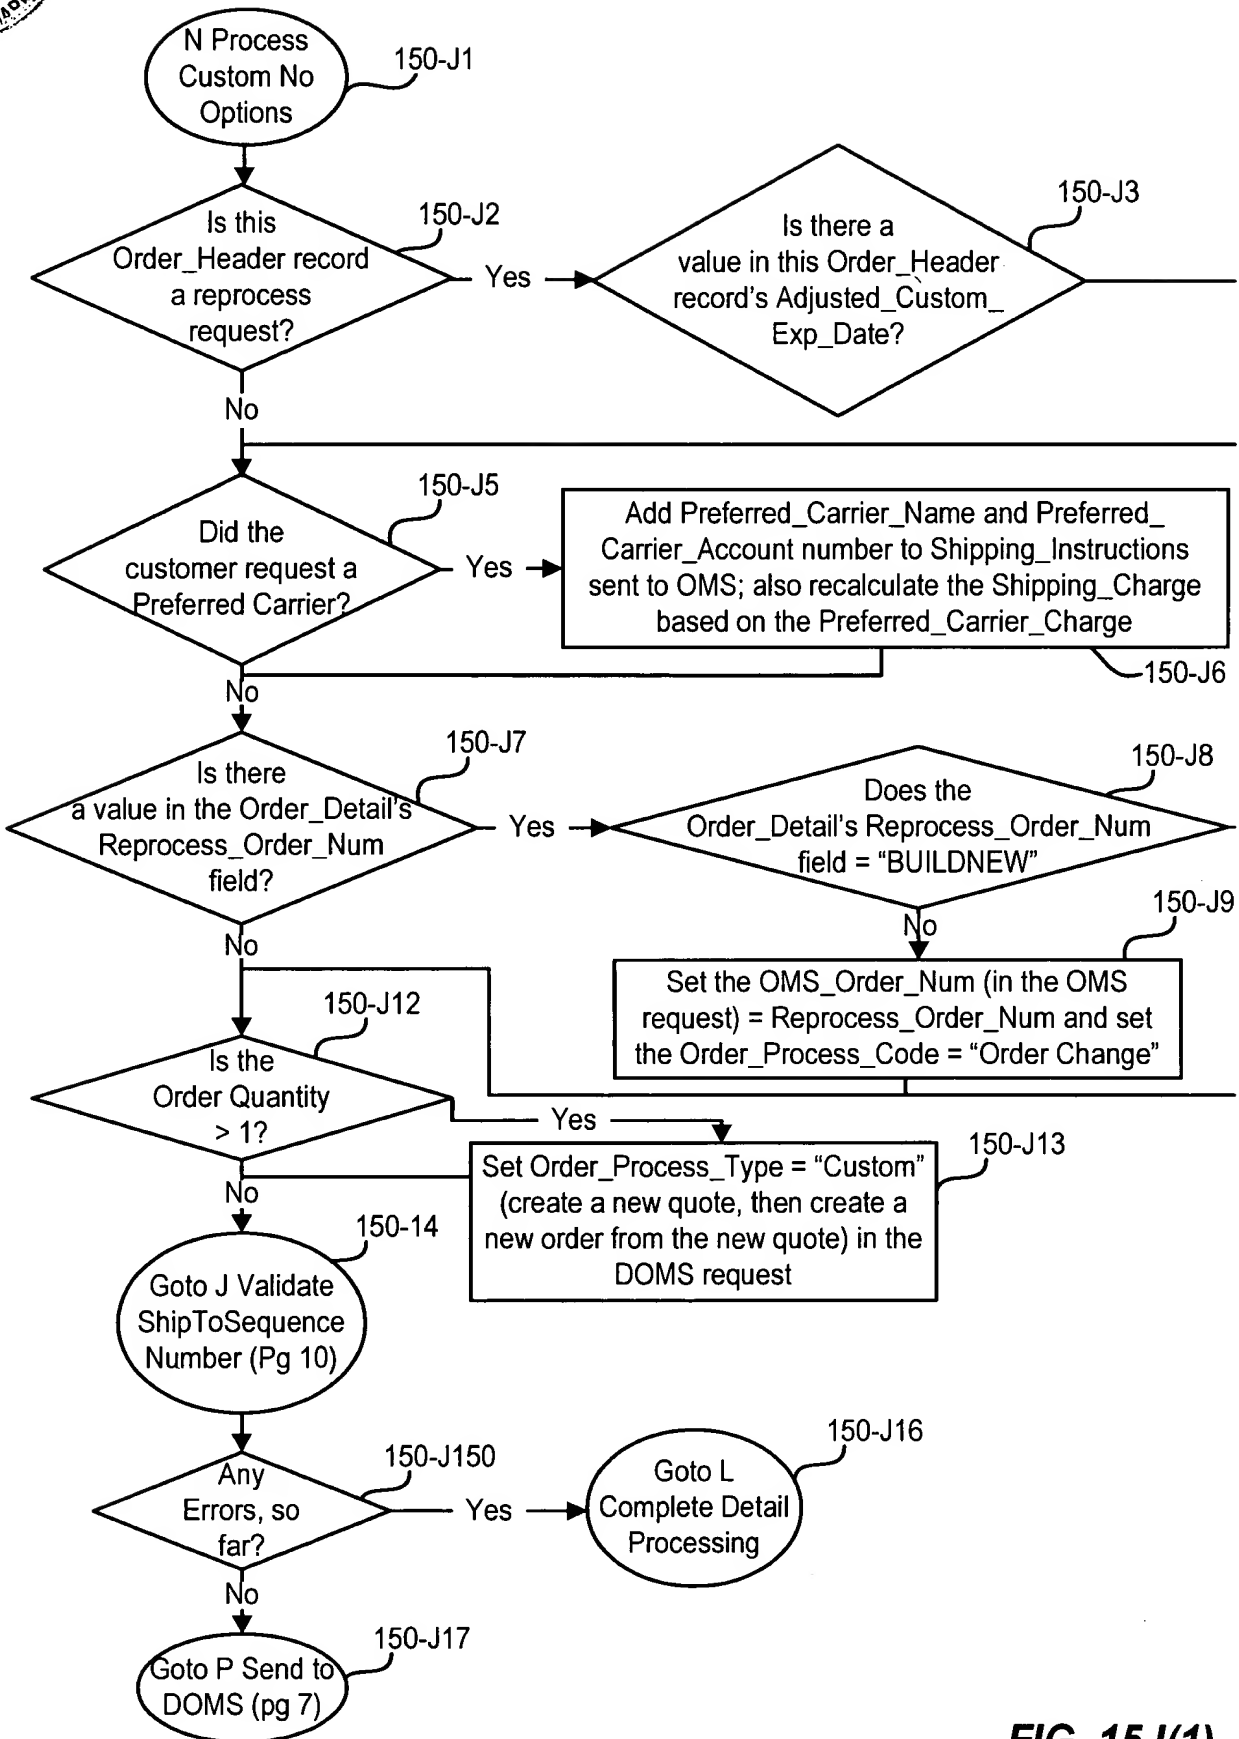 N Process
Custom No
Options
150-J1
Is this
Order_Header record
a reprocess
request?
150-J2
Yes
Is there a
value in this Order_Header
record's Adjusted_Custom_
Exp_Date?
150-J3
No
Did the
customer request a
Preferred Carrier?
150-J5
Yes
Add Preferred_Carrier_Name and Preferred_
Carrier_Account number to Shipping_Instructions
sent to OMS; also recalculate the Shipping_Charge
based on the Preferred_Carrier_Charge
150-J6
No
Is there
a value in the Order_Detail's
Reprocess_Order_Num
field?
150-J7
Yes
Does the
Order_Detail's Reprocess_Order_Num
field = “BUILDNEW”
150-J8
No
Set the OMS_Order_Num (in the OMS
request) = Reprocess_Order_Num and set
the Order_Process_Code = “Order Change”
150-J9
No
Is the
Order Quantity
> 1?
150-J12
Yes
Set Order_Process_Type = “Custom”
(create a new quote, then create a
new order from the new quote) in the
DOMS request
150-J13
No
Goto J Validate
ShipToSequence
Number (Pg 10)
150-14
Any
Errors, so
far?
150-J150
Yes
Goto L
Complete Detail
Processing
150-J16
No
Goto P Send to
DOMS (pg 7)
150-J17
FIG. 15J(1)